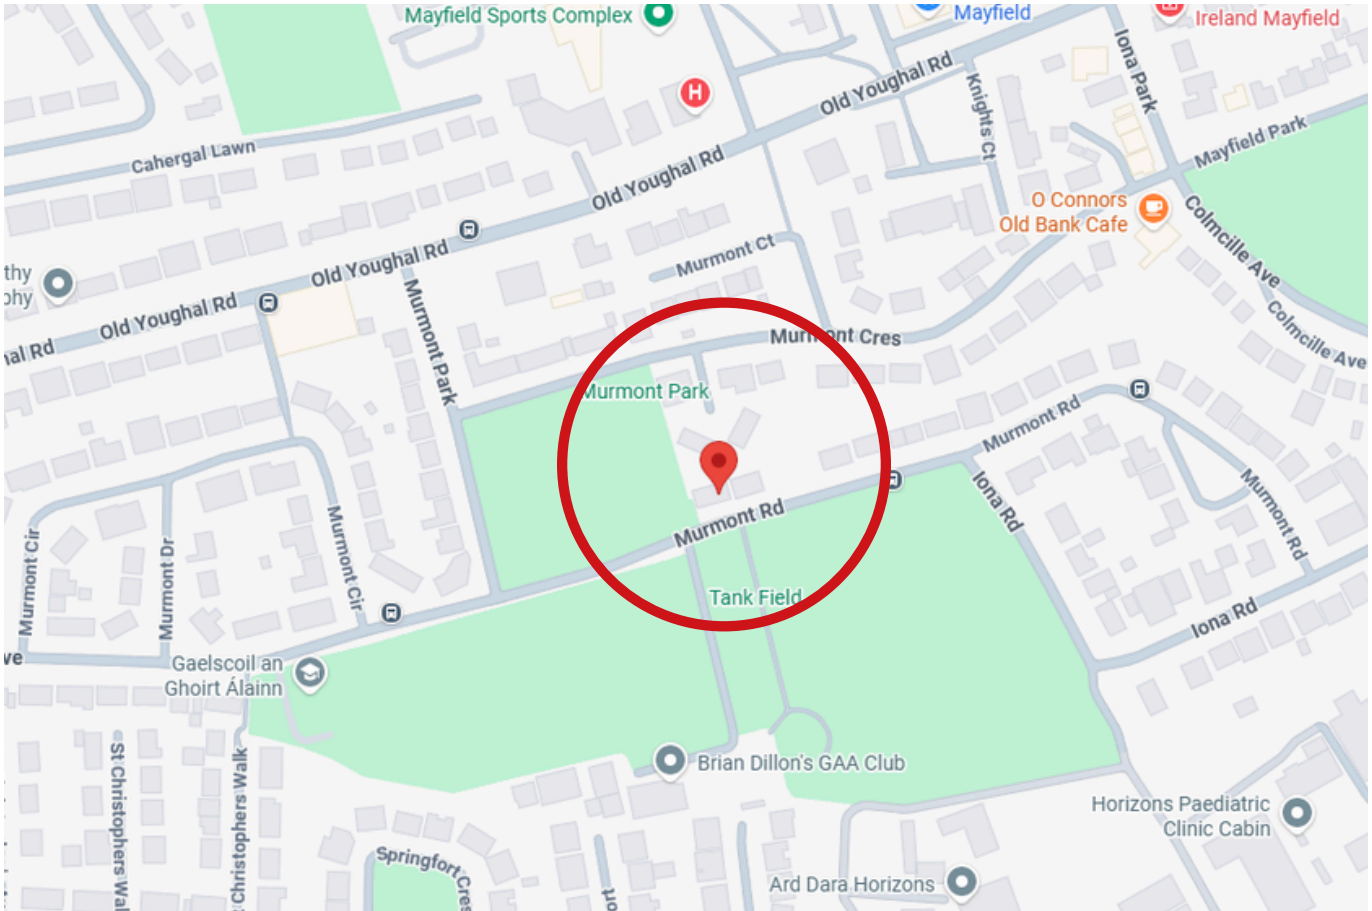 Mayfield Sports Complex
Mayfield
Ireland Mayfield
H
Iona Park
Old Youghal Rd
Knights Ct
Mayfield Park
Cahergal Lawn
Old Youghal Rd
O Connors
Old Bank Cafe
Colmcille Ave
Murmont Ct
Old Youghal Rd
thy
phy
Old Youghal Rd
Murmont Park
Colmcille Ave
Murmont Cres
al Rd
Murmont Park
Murmont Rd
Iona Rd
Murmont Rd
Murmont Rd
Murmont Cir
Murmont Dr
Murmont Cir
Tank Field
Iona Rd
ve
Gaelscoil an
Ghoirt Álainn
St Christophers Wal
Christophers Walk
Brian Dillon's GAA Club
Horizons Paediatric
Clinic Cabin
Springfort Cres
Ard Dara Horizons